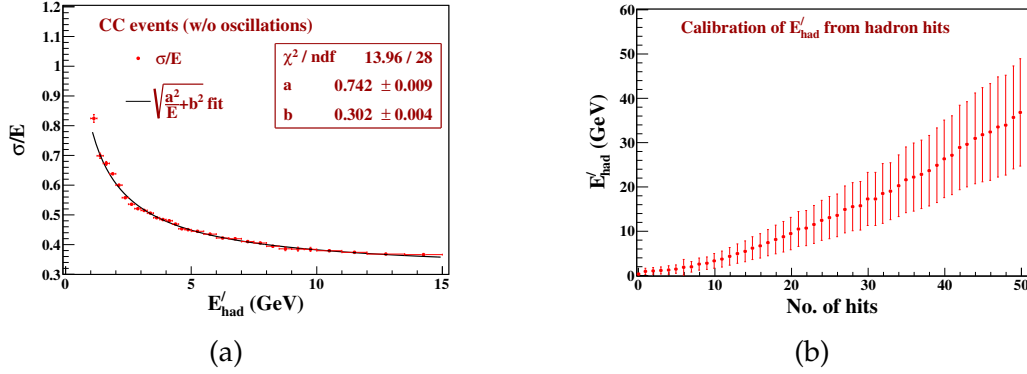 CC events (w/o oscillations)
σ/E
√(a²/E+b²) fit
χ² / ndf 13.96 / 28
a 0.742 ± 0.009
b 0.302 ± 0.004
1.2
1.1
1
0.9
0.8
0.7
0.6
0.5
0.4
0.3
σ/E
0 5 10 15
E′had (GeV)
(a)
Calibration of E′had from hadron hits
60
50
40
30
20
10
0
E′had (GeV)
0 10 20 30 40 50
No. of hits
(b)